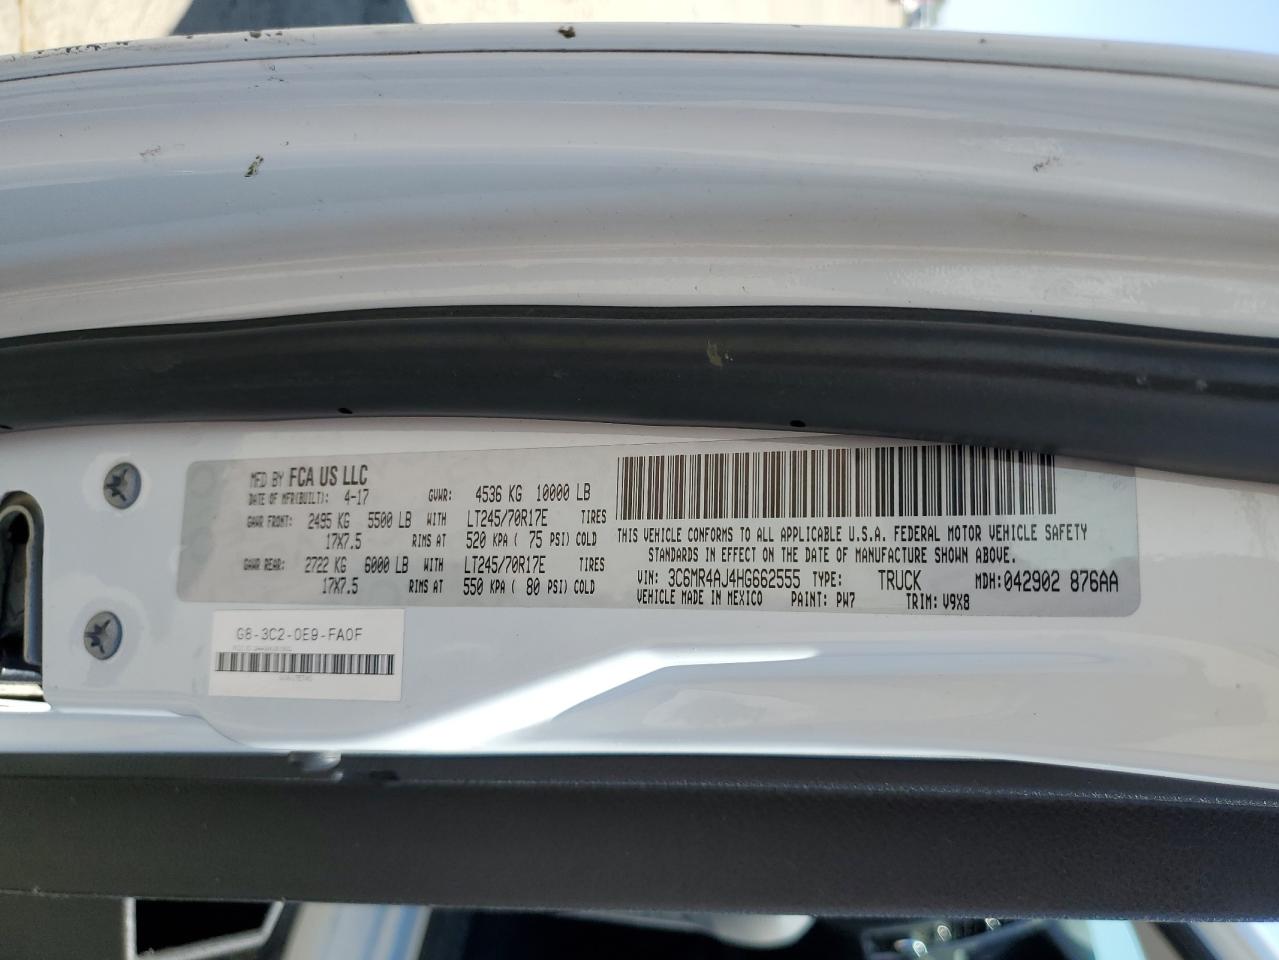 MFD BY FCA US LLC
DATE OF MFR(BUILT): 4-17 GVWR: 4536 KG 10000 LB
GAWR FRONT: 2495 KG 5500 LB WITH LT245/70R17E TIRES
17X7.5 RIMS AT 520 KPA ( 75 PSI) COLD
GAWR REAR: 2722 KG 6000 LB WITH LT245/70R17E TIRES
17X7.5 RIMS AT 550 KPA ( 80 PSI) COLD
THIS VEHICLE CONFORMS TO ALL APPLICABLE U.S.A. FEDERAL MOTOR VEHICLE SAFETY
STANDARDS IN EFFECT ON THE DATE OF MANUFACTURE SHOWN ABOVE.
VIN: 3C6MR4AJ4HG662555 TYPE: TRUCK MDH: 042902 876AA
VEHICLE MADE IN MEXICO PAINT: PW7 TRIM: V9X8
G6-3C2-0E9-FA0F